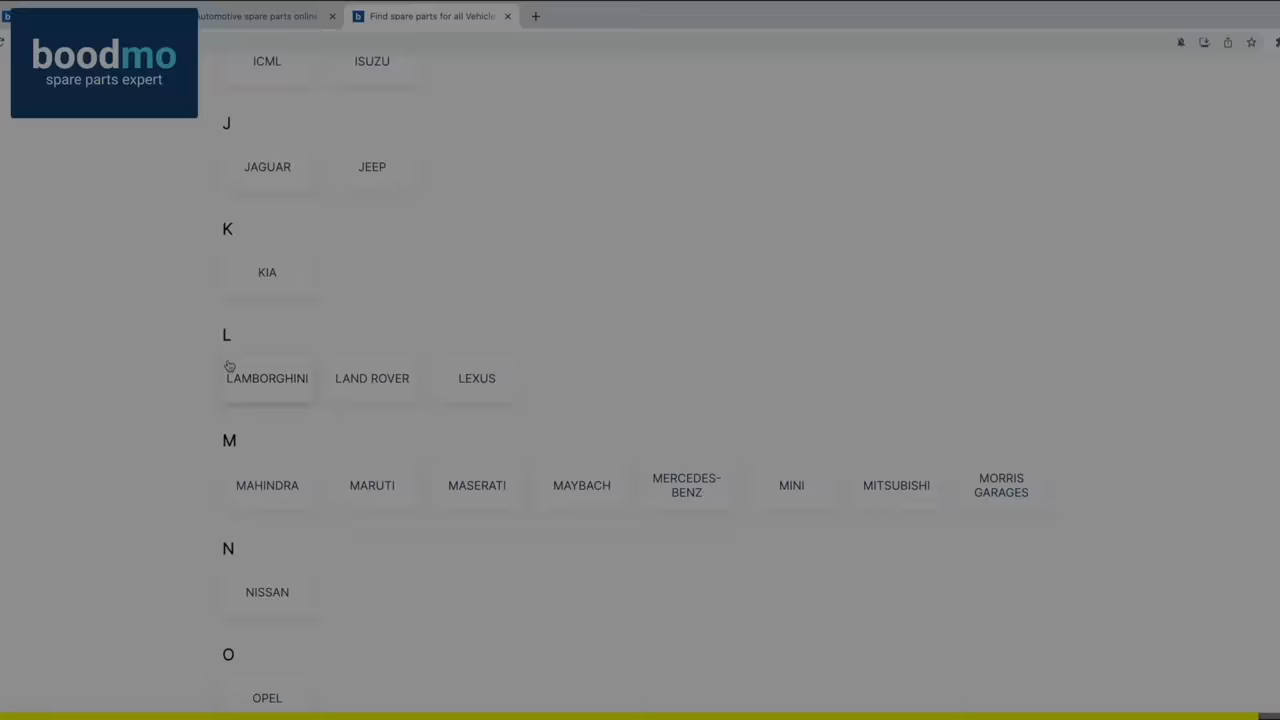 boodmo
spare parts expert
utomotive spare parts online
Find spare parts for all Vehicle
ICML ISUZU
J
JAGUAR JEEP
K
KIA
L
LAMBORGHINI LAND ROVER LEXUS
M
MAHINDRA MARUTI MASERATI MAYBACH MERCEDES-BENZ MINI MITSUBISHI MORRIS GARAGES
N
NISSAN
O
OPEL